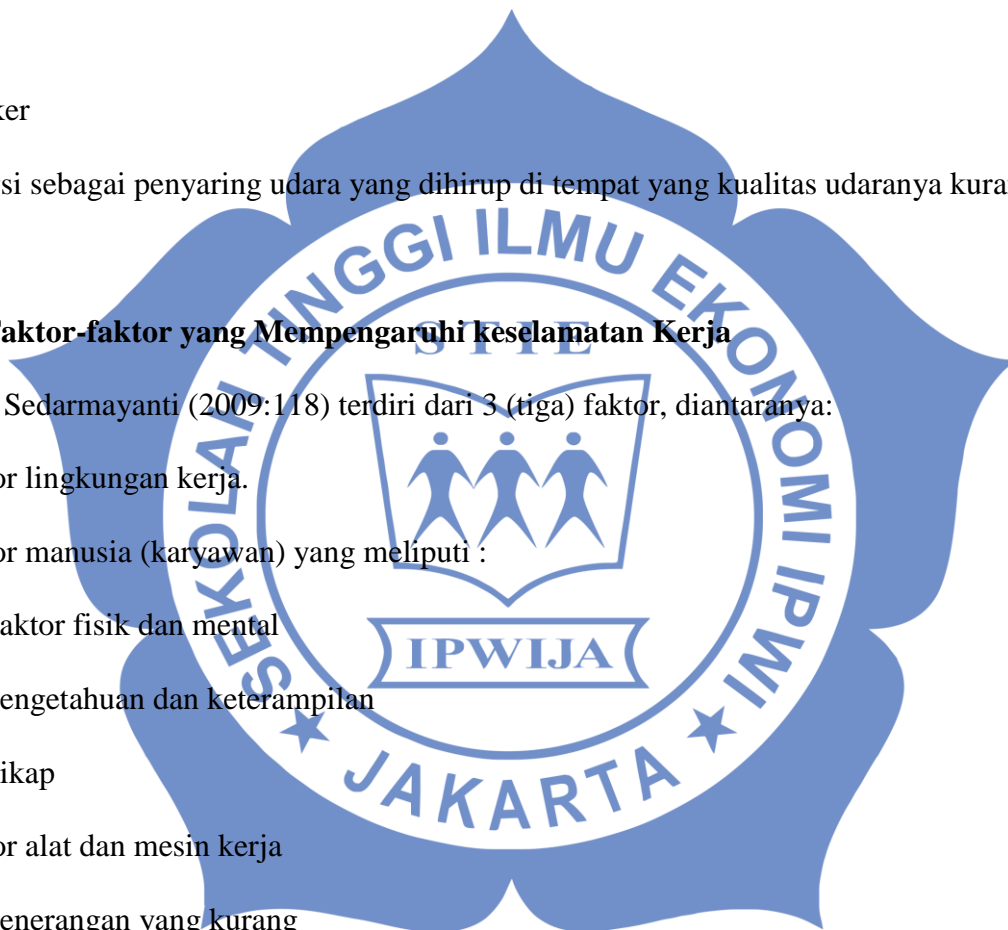 ker
si sebagai penyaring udara yang dihirup di tempat yang kualitas udaranya kura
aktor-faktor yang Mempengaruhi keselamatan Kerja
Sedarmayanti (2009:118) terdiri dari 3 (tiga) faktor, diantaranya:
or lingkungan kerja.
or manusia (karyawan) yang meliputi :
aktor fisik dan mental
engetahuan dan keterampilan
ikap
or alat dan mesin kerja
enerangan yang kurang
SEKOLAH TINGGI ILMU EKONOMI IPWI
STIE
IPWIJA
JAKARTA